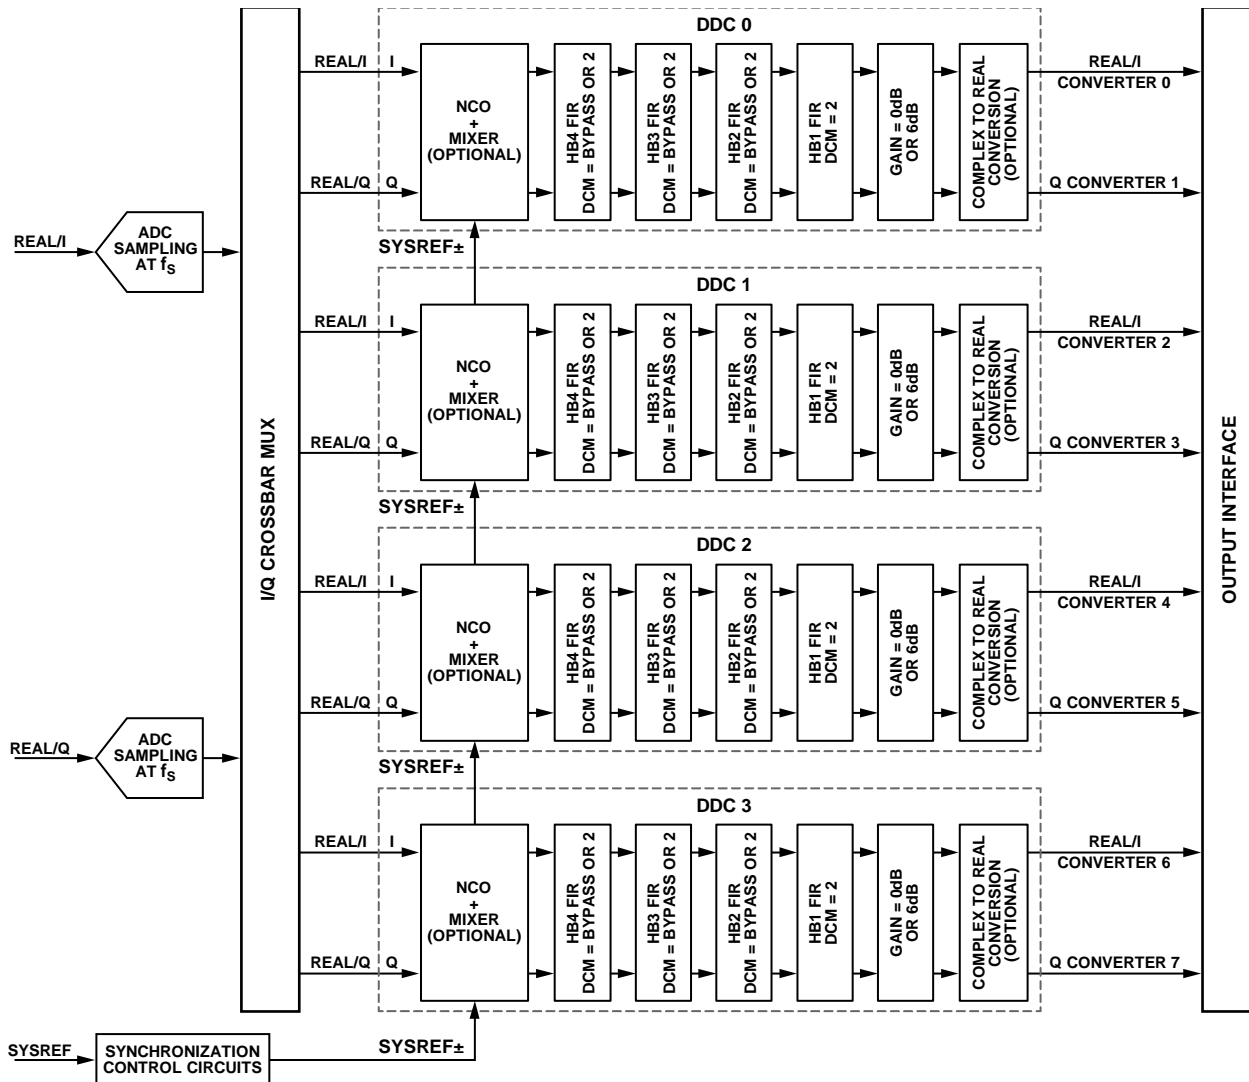 DDC 0
REAL/I
I
REAL/Q
Q
NCO
+
MIXER
(OPTIONAL)
HB4 FIR
DCM = BYPASS OR 2
HB3 FIR
DCM = BYPASS OR 2
HB2 FIR
DCM = BYPASS OR 2
HB1 FIR
DCM = 2
GAIN = 0dB
OR 6dB
COMPLEX TO REAL
CONVERSION
(OPTIONAL)
REAL/I
CONVERTER 0
Q CONVERTER 1
SYSREF±
REAL/I
ADC
SAMPLING
AT fS
I/Q CROSSBAR MUX
OUTPUT INTERFACE
DDC 1
REAL/I
I
REAL/Q
Q
NCO
+
MIXER
(OPTIONAL)
HB4 FIR
DCM = BYPASS OR 2
HB3 FIR
DCM = BYPASS OR 2
HB2 FIR
DCM = BYPASS OR 2
HB1 FIR
DCM = 2
GAIN = 0dB
OR 6dB
COMPLEX TO REAL
CONVERSION
(OPTIONAL)
REAL/I
CONVERTER 2
Q CONVERTER 3
SYSREF±
DDC 2
REAL/I
I
REAL/Q
Q
NCO
+
MIXER
(OPTIONAL)
HB4 FIR
DCM = BYPASS OR 2
HB3 FIR
DCM = BYPASS OR 2
HB2 FIR
DCM = BYPASS OR 2
HB1 FIR
DCM = 2
GAIN = 0dB
OR 6dB
COMPLEX TO REAL
CONVERSION
(OPTIONAL)
REAL/I
CONVERTER 4
Q CONVERTER 5
REAL/Q
ADC
SAMPLING
AT fS
SYSREF±
DDC 3
REAL/I
I
REAL/Q
Q
NCO
+
MIXER
(OPTIONAL)
HB4 FIR
DCM = BYPASS OR 2
HB3 FIR
DCM = BYPASS OR 2
HB2 FIR
DCM = BYPASS OR 2
HB1 FIR
DCM = 2
GAIN = 0dB
OR 6dB
COMPLEX TO REAL
CONVERSION
(OPTIONAL)
REAL/I
CONVERTER 6
Q CONVERTER 7
SYSREF
SYNCHRONIZATION
CONTROL CIRCUITS
SYSREF±